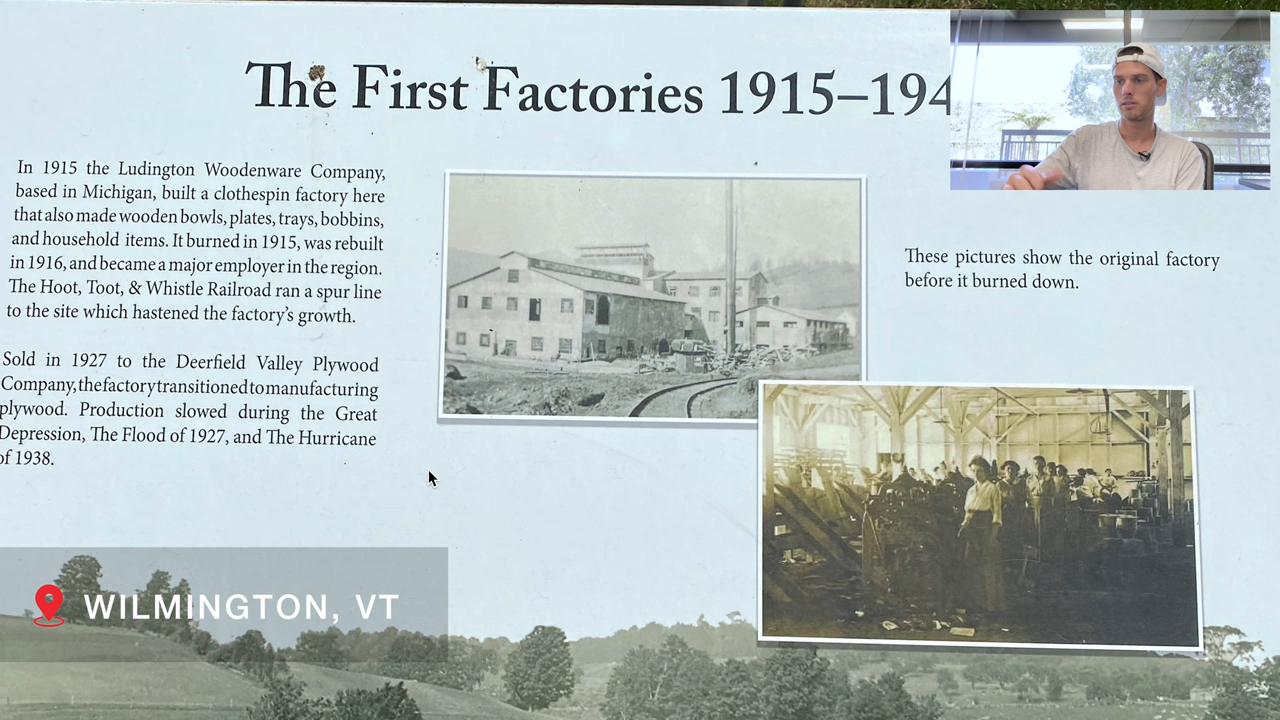 The First Factories 1915–194
In 1915 the Ludington Woodenware Company,
based in Michigan, built a clothespin factory here
that also made wooden bowls, plates, trays, bobbins,
and household items. It burned in 1915, was rebuilt
in 1916, and became a major employer in the region.
The Hoot, Toot, & Whistle Railroad ran a spur line
to the site which hastened the factory's growth.
Sold in 1927 to the Deerfield Valley Plywood
Company, the factory transitioned to manufacturing
plywood. Production slowed during the Great
Depression, The Flood of 1927, and The Hurricane
of 1938.
These pictures show the original factory
before it burned down.
WILMINGTON, VT